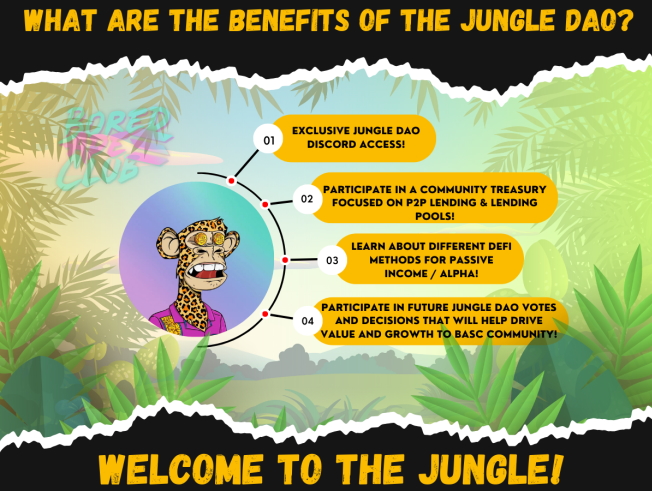 WHAT ARE THE BENEFITS OF THE JUNGLE DAO?
BORED
APE
CLUB
01
EXCLUSIVE JUNGLE DAO
DISCORD ACCESS!
02
PARTICIPATE IN A COMMUNITY TREASURY
FOCUSED ON P2P LENDING & LENDING
POOLS!
03
LEARN ABOUT DIFFERENT DEFI
METHODS FOR PASSIVE
INCOME / ALPHA!
04
PARTICIPATE IN FUTURE JUNGLE DAO VOTES
AND DECISIONS THAT WILL HELP DRIVE
VALUE AND GROWTH TO BASC COMMUNITY!
WELCOME TO THE JUNGLE!